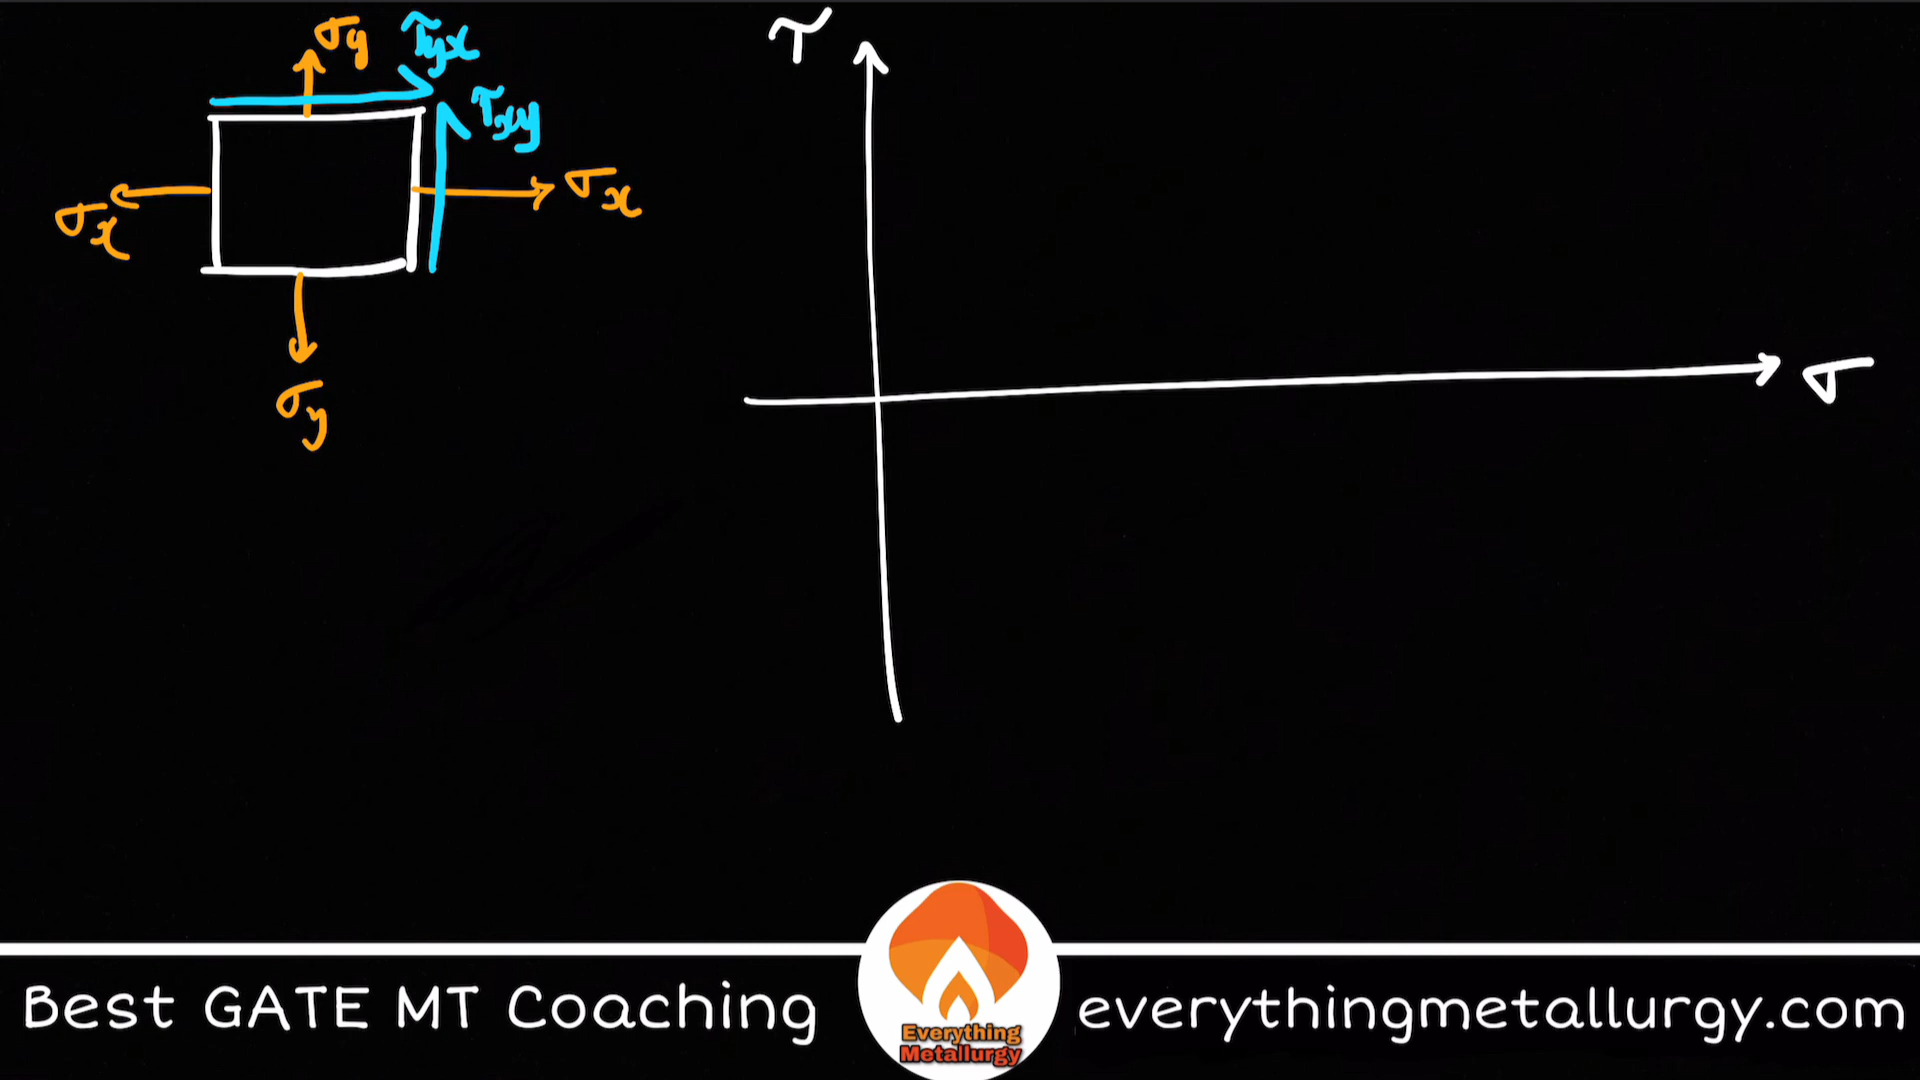 σy
τyx
τxy
σx
σx
σy
τ
σ
Best GATE MT Coaching
Everything
Metallurgy
everythingmetallurgy.com